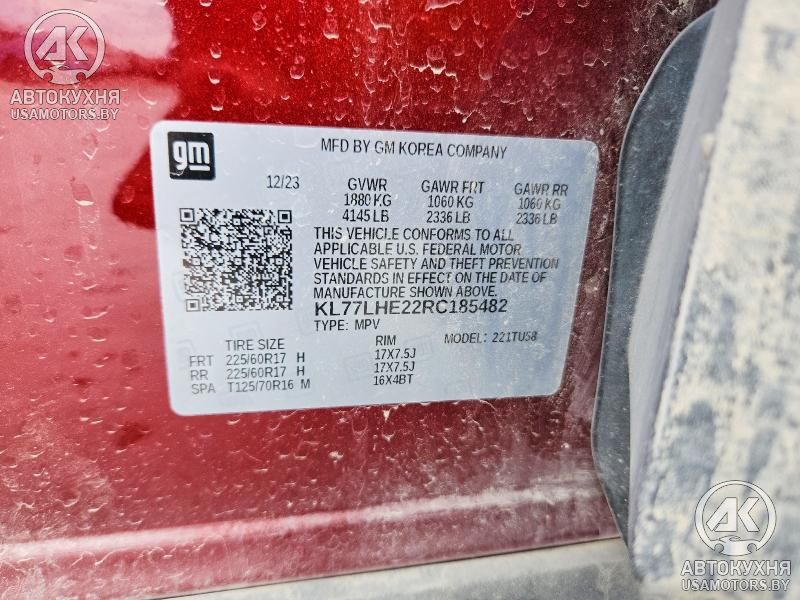 AK
АВТОКУХНЯ
USAMOTORS.BY
gm
MFD BY GM KOREA COMPANY
12/23 GVWR GAWR FRT GAWR RR
1880 KG 1060 KG 1060 KG
4145 LB 2336 LB 2336 LB
THIS VEHICLE CONFORMS TO ALL
APPLICABLE U.S. FEDERAL MOTOR
VEHICLE SAFETY AND THEFT PREVENTION
STANDARDS IN EFFECT ON THE DATE OF
MANUFACTURE SHOWN ABOVE.
KL77LHE22RC185482
TYPE: MPV MODEL: 221TU58
TIRE SIZE RIM
FRT 225/60R17 H 17X7.5J
RR 225/60R17 H 17X7.5J
SPA T125/70R16 M 16X4BT
AK
АВТОКУХНЯ
USAMOTORS.BY